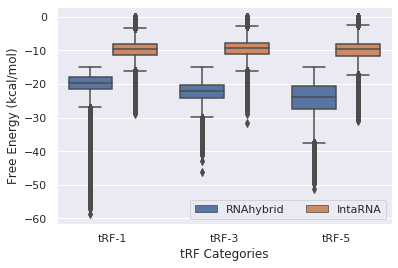 0
−10
−20
−30
−40
−50
−60
Free Energy (kcal/mol)
RNAhybrid
IntaRNA
tRF-1
tRF-3
tRF-5
tRF Categories